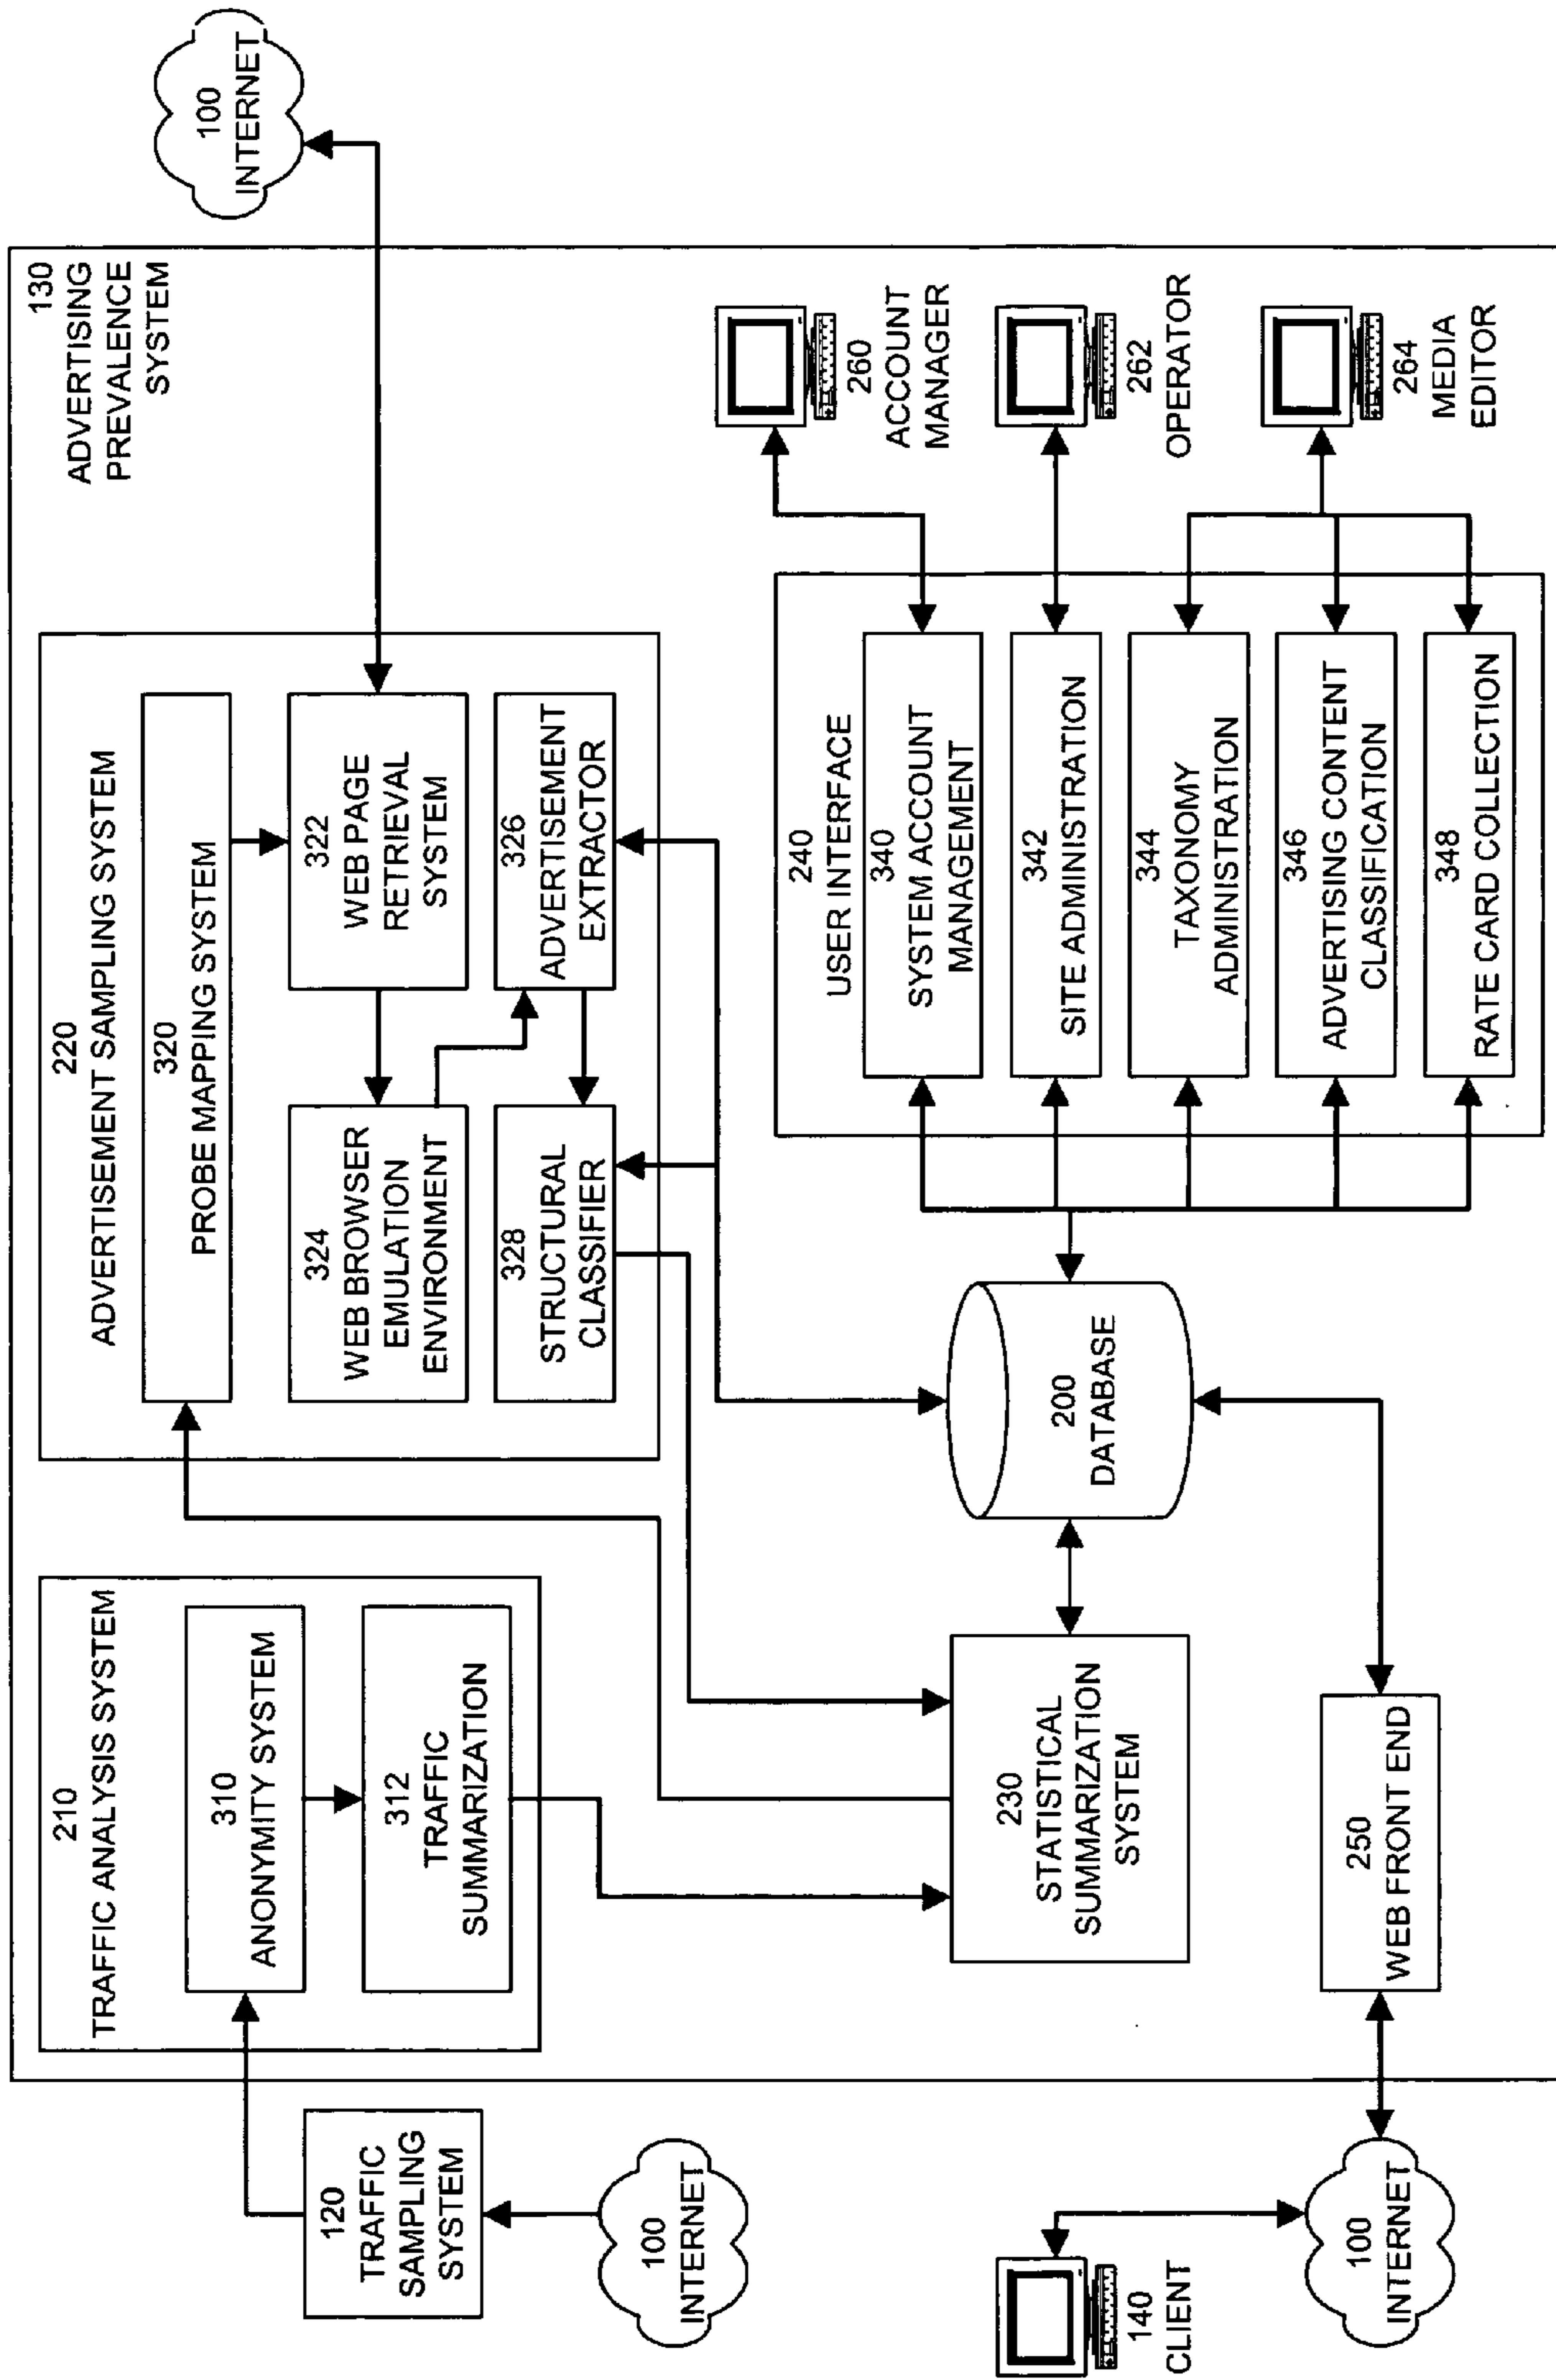 130
ADVERTISING
PREVALENCE
SYSTEM
100
INTERNET
210
TRAFFIC ANALYSIS SYSTEM
310
ANONYMITY SYSTEM
312
TRAFFIC
SUMMARIZATION
120
TRAFFIC
SAMPLING
SYSTEM
100
INTERNET
220
ADVERTISEMENT SAMPLING SYSTEM
320
PROBE MAPPING SYSTEM
324
WEB BROWSER
EMULATION
ENVIRONMENT
322
WEB PAGE
RETRIEVAL
SYSTEM
328
STRUCTURAL
CLASSIFIER
326
ADVERTISEMENT
EXTRACTOR
230
STATISTICAL
SUMMARIZATION
SYSTEM
200
DATABASE
240
USER INTERFACE
340
SYSTEM ACCOUNT
MANAGEMENT
342
SITE ADMINISTRATION
344
TAXONOMY
ADMINISTRATION
346
ADVERTISING CONTENT
CLASSIFICATION
348
RATE CARD COLLECTION
260
ACCOUNT
MANAGER
262
OPERATOR
264
MEDIA
EDITOR
140
CLIENT
100
INTERNET
250
WEB FRONT END